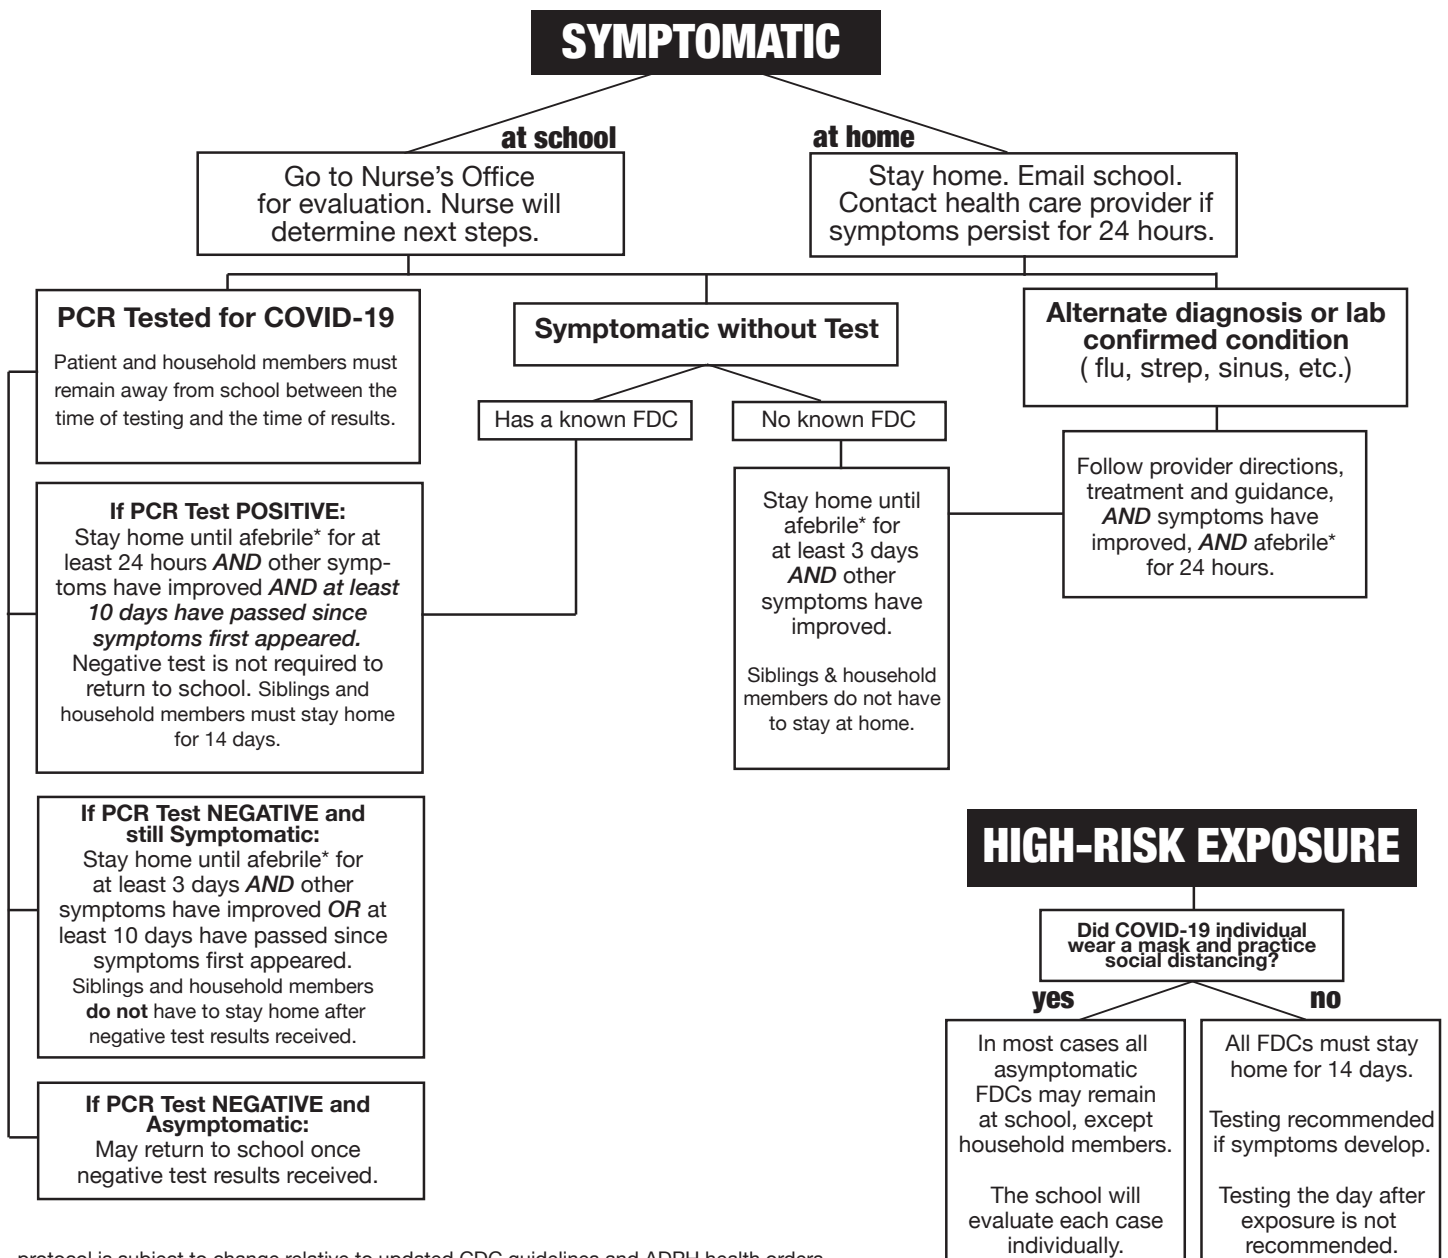 SYMPTOMATIC
at school
at home
Go to Nurse's Office
for evaluation. Nurse will
determine next steps.
Stay home. Email school.
Contact health care provider if
symptoms persist for 24 hours.
PCR Tested for COVID-19
Patient and household members must
remain away from school between the
time of testing and the time of results.
Symptomatic without Test
Alternate diagnosis or lab
confirmed condition
( flu, strep, sinus, etc.)
Has a known FDC
No known FDC
If PCR Test POSITIVE:
Stay home until afebrile* for at
least 24 hours AND other symp-
toms have improved AND at least
10 days have passed since
symptoms first appeared.
Negative test is not required to
return to school. Siblings and
household members must stay home
for 14 days.
Stay home until
afebrile* for
at least 3 days
AND other
symptoms have
improved.
Siblings & household
members do not have
to stay at home.
Follow provider directions,
treatment and guidance,
AND symptoms have
improved, AND afebrile*
for 24 hours.
If PCR Test NEGATIVE and
still Symptomatic:
Stay home until afebrile* for
at least 3 days AND other
symptoms have improved OR at
least 10 days have passed since
symptoms first appeared.
Siblings and household members
do not have to stay home after
negative test results received.
If PCR Test NEGATIVE and
Asymptomatic:
May return to school once
negative test results received.
HIGH-RISK EXPOSURE
Did COVID-19 individual
wear a mask and practice
social distancing?
yes
no
In most cases all
asymptomatic
FDCs may remain
at school, except
household members.
The school will
evaluate each case
individually.
All FDCs must stay
home for 14 days.
Testing recommended
if symptoms develop.
Testing the day after
exposure is not
recommended.
protocol is subject to change relative to updated CDC guidelines and ADPH health orders